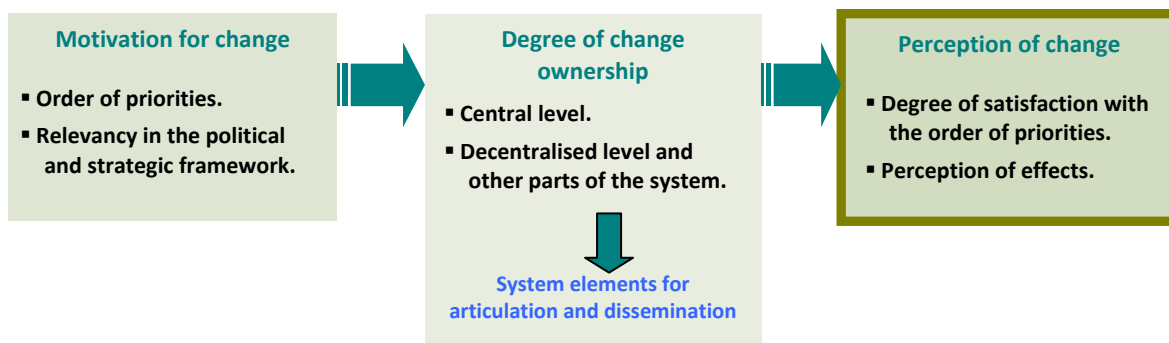 Motivation for change
▪ Order of priorities.
▪ Relevancy in the political
and strategic framework.
Degree of change
ownership
▪ Central level.
▪ Decentralised level and
other parts of the system.
System elements for
articulation and dissemination
Perception of change
▪ Degree of satisfaction with
the order of priorities.
▪ Perception of effects.